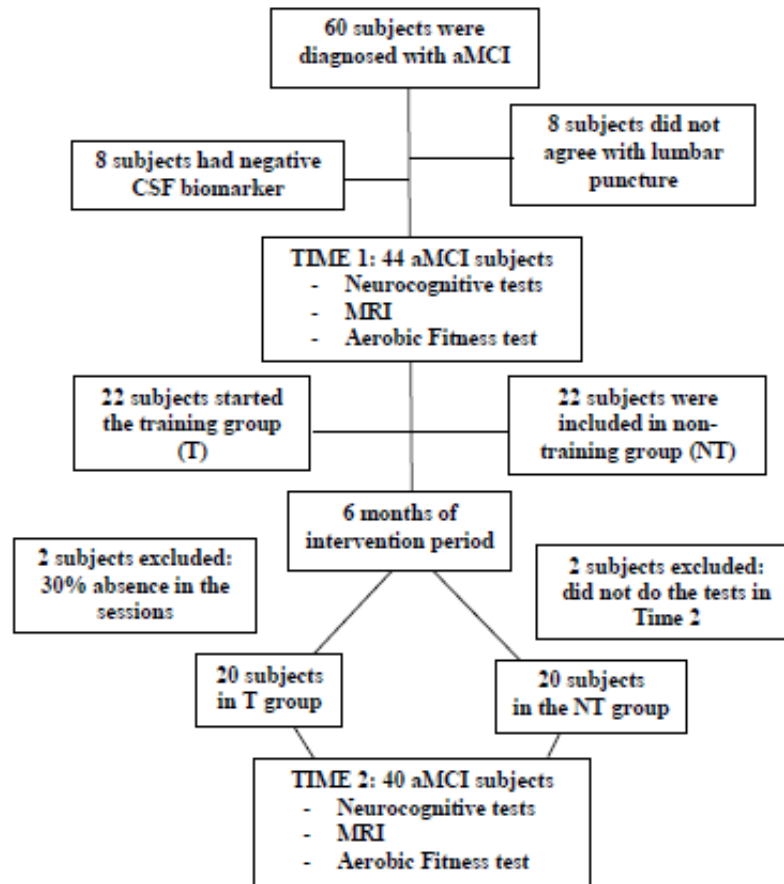 60 subjects were
diagnosed with aMCI
8 subjects did not
agree with lumbar
puncture
8 subjects had negative
CSF biomarker
TIME 1: 44 aMCI subjects
- Neurocognitive tests
- MRI
- Aerobic Fitness test
22 subjects started
the training group
(T)
22 subjects were
included in non-
training group (NT)
6 months of
intervention period
2 subjects excluded:
30% absence in the
sessions
2 subjects excluded:
did not do the tests in
Time 2
20 subjects
in T group
20 subjects
in the NT group
TIME 2: 40 aMCI subjects
- Neurocognitive tests
- MRI
- Aerobic Fitness test